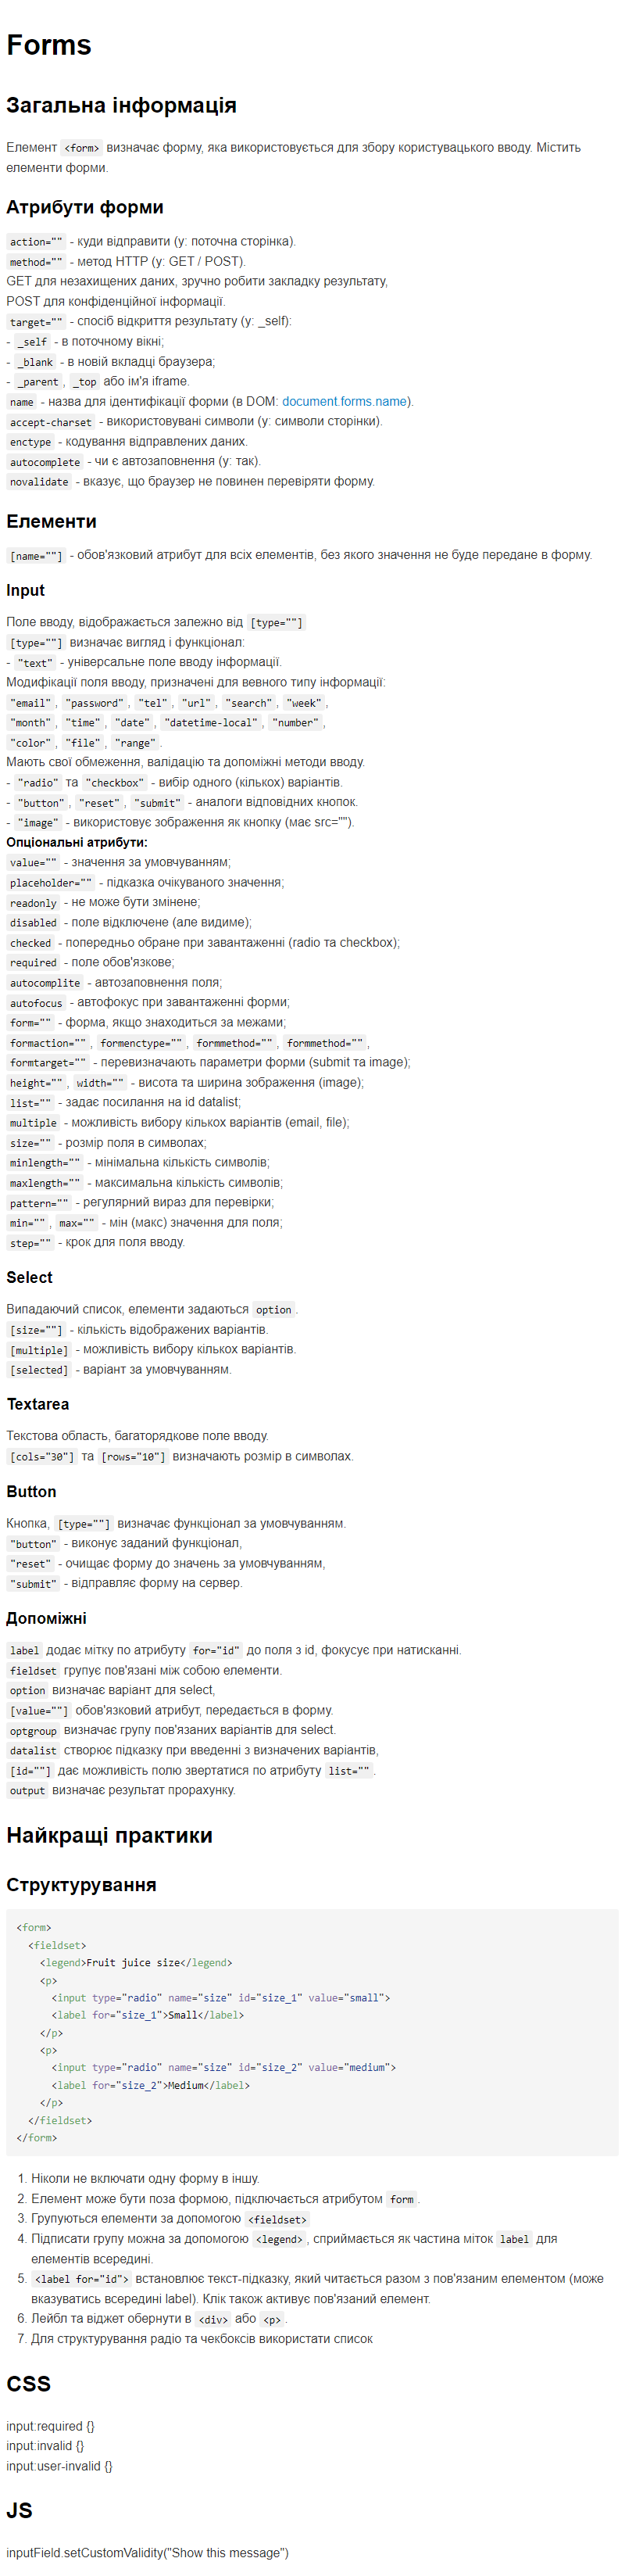 Forms
Загальна інформація
Елемент <form> визначає форму, яка використовується для збору користувацького вводу. Містить
елементи форми.
Атрибути форми
action="" - куди відправити (у: поточна сторінка).
method="" - метод HTTP (у: GET / POST).
GET для незахищених даних, зручно робити закладку результату,
POST для конфіденційної інформації.
target="" - спосіб відкриття результату (у: _self):
- _self - в поточному вікні;
- _blank - в новій вкладці браузера;
- _parent, _top або ім'я iframe.
name - назва для ідентифікації форми (в DOM: document.forms.name).
accept-charset - використовувані символи (у: символи сторінки).
enctype - кодування відправлених даних.
autocomplete - чи є автозаповнення (у: так).
novalidate - вказує, що браузер не повинен перевіряти форму.
Елементи
[name=""] - обов'язковий атрибут для всіх елементів, без якого значення не буде передане в форму.
Input
Поле вводу, відображається залежно від [type=""]
[type=""] визначає вигляд і функціонал:
- "text" - універсальне поле вводу інформації.
Модифікації поля вводу, призначені для вевного типу інформації:
"email", "password", "tel", "url", "search", "week",
"month", "time", "date", "datetime-local", "number",
"color", "file", "range".
Мають свої обмеження, валідацію та допоміжні методи вводу.
- "radio" та "checkbox" - вибір одного (кількох) варіантів.
- "button", "reset", "submit" - аналоги відповідних кнопок.
- "image" - використовує зображення як кнопку (має src="").
Опціональні атрибути:
value="" - значення за умовчуванням;
placeholder="" - підказка очікуваного значення;
readonly - не може бути змінене;
disabled - поле відключене (але видиме);
checked - попередньо обране при завантаженні (radio та checkbox);
required - поле обов'язкове;
autocomplite - автозаповнення поля;
autofocus - автофокус при завантаженні форми;
form="" - форма, якщо знаходиться за межами;
formaction="", formenctype="", formmethod="", formmethod="",
formtarget="" - перевизначають параметри форми (submit та image);
height="", width="" - висота та ширина зображення (image);
list="" - задає посилання на id datalist;
multiple - можливість вибору кількох варіантів (email, file);
size="" - розмір поля в символах;
minlength="" - мінімальна кількість символів;
maxlength="" - максимальна кількість символів;
pattern="" - регулярний вираз для перевірки;
min="", max="" - мін (макс) значення для поля;
step="" - крок для поля вводу.
Select
Випадаючий список, елементи задаються option.
[size=""] - кількість відображених варіантів.
[multiple] - можливість вибору кількох варіантів.
[selected] - варіант за умовчуванням.
Textarea
Текстова область, багаторядкове поле вводу.
[cols="30"] та [rows="10"] визначають розмір в символах.
Button
Кнопка, [type=""] визначає функціонал за умовчуванням.
"button" - виконує заданий функціонал,
"reset" - очищає форму до значень за умовчуванням,
"submit" - відправляє форму на сервер.
Допоміжні
label додає мітку по атрибуту for="id" до поля з id, фокусує при натисканні.
fieldset групує пов'язані між собою елементи.
option визначає варіант для select,
[value=""] обов'язковий атрибут, передається в форму.
optgroup визначає групу пов'язаних варіантів для select.
datalist створює підказку при введенні з визначених варіантів,
[id=""] дає можливість полю звертатися по атрибуту list="".
output визначає результат прорахунку.
Найкращі практики
Структурування
<form>
<fieldset>
<legend>Fruit juice size</legend>
<p>
<input type="radio" name="size" id="size_1" value="small">
<label for="size_1">Small</label>
</p>
<p>
<input type="radio" name="size" id="size_2" value="medium">
<label for="size_2">Medium</label>
</p>
</fieldset>
</form>
1. Ніколи не включати одну форму в іншу.
2. Елемент може бути поза формою, підключається атрибутом form.
3. Групуються елементи за допомогою <fieldset>
4. Підписати групу можна за допомогою <legend>, сприймається як частина міток label для
елементів всередині.
5. <label for="id"> встановлює текст-підказку, який читається разом з пов'язаним елементом (може
вказуватись всередині label). Клік також активує пов'язаний елемент.
6. Лейбл та віджет обернути в <div> або <p>.
7. Для структурування радіо та чекбоксів використати список
CSS
input:required {}
input:invalid {}
input:user-invalid {}
JS
inputField.setCustomValidity("Show this message")